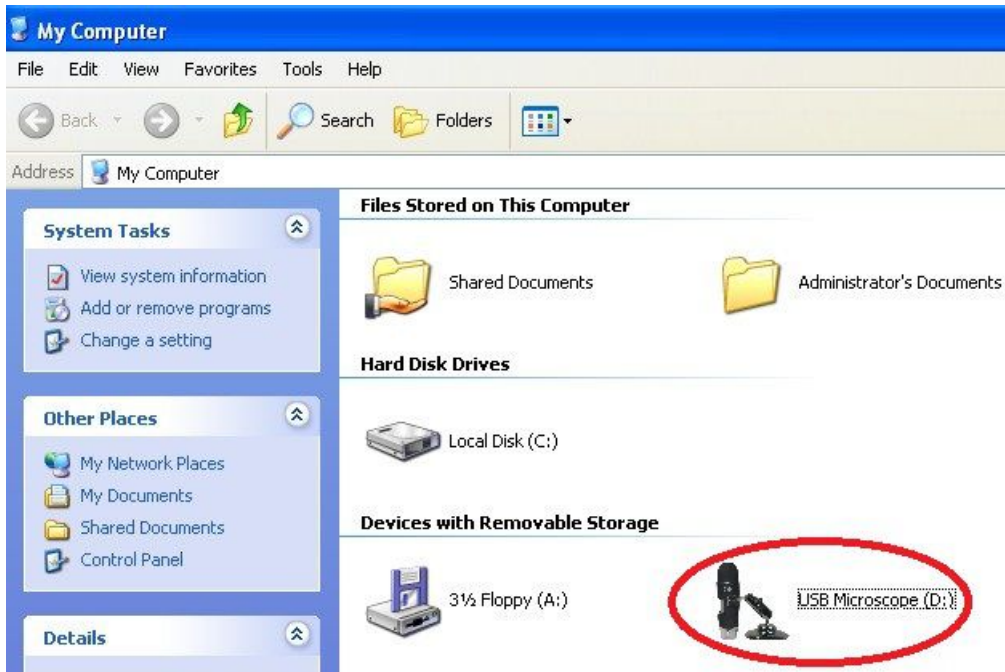 My Computer
File Edit View Favorites Tools Help
Back Search Folders
Address My Computer
System Tasks
View system information
Add or remove programs
Change a setting
Other Places
My Network Places
My Documents
Shared Documents
Control Panel
Details
Files Stored on This Computer
Shared Documents Administrator's Documents
Hard Disk Drives
Local Disk (C:)
Devices with Removable Storage
3½ Floppy (A:) USB Microscope (D:)